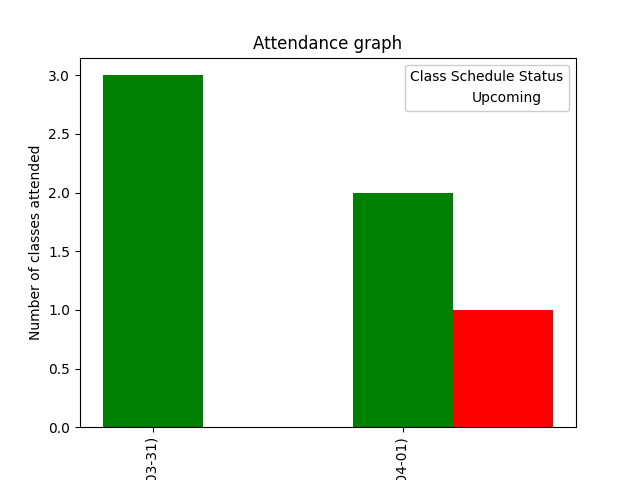 Attendance graph
Class Schedule Status
Upcoming
Number of classes attended
3.0
2.5
2.0
1.5
1.0
0.5
0.0
03-31)
04-01)